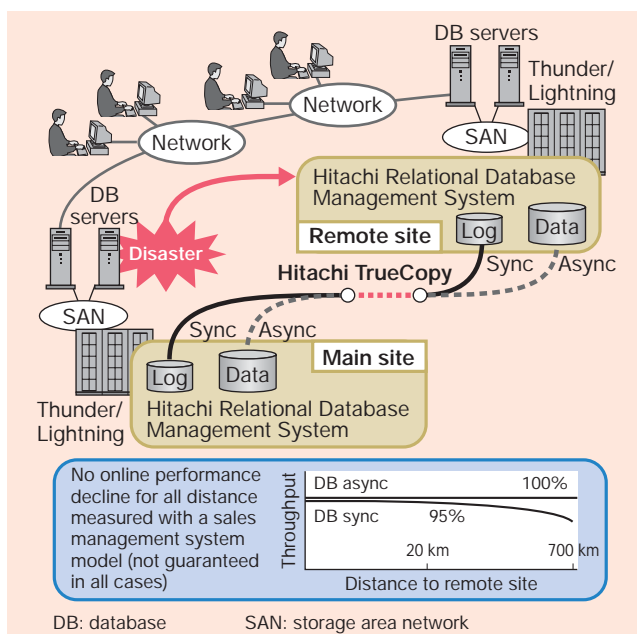 DB servers
Thunder/
Lightning
Network
Network
SAN
Hitachi Relational Database
Management System
Remote site
Log
Data
DB
servers
Disaster
Sync
Async
Hitachi TrueCopy
SAN
Sync
Async
Main site
Log
Data
Thunder/
Lightning
Hitachi Relational Database
Management System
No online performance
decline for all distance
measured with a sales
management system
model (not guaranteed
in all cases)
Throughput
DB async
100%
DB sync
95%
20 km
700 km
Distance to remote site
DB: database
SAN: storage area network